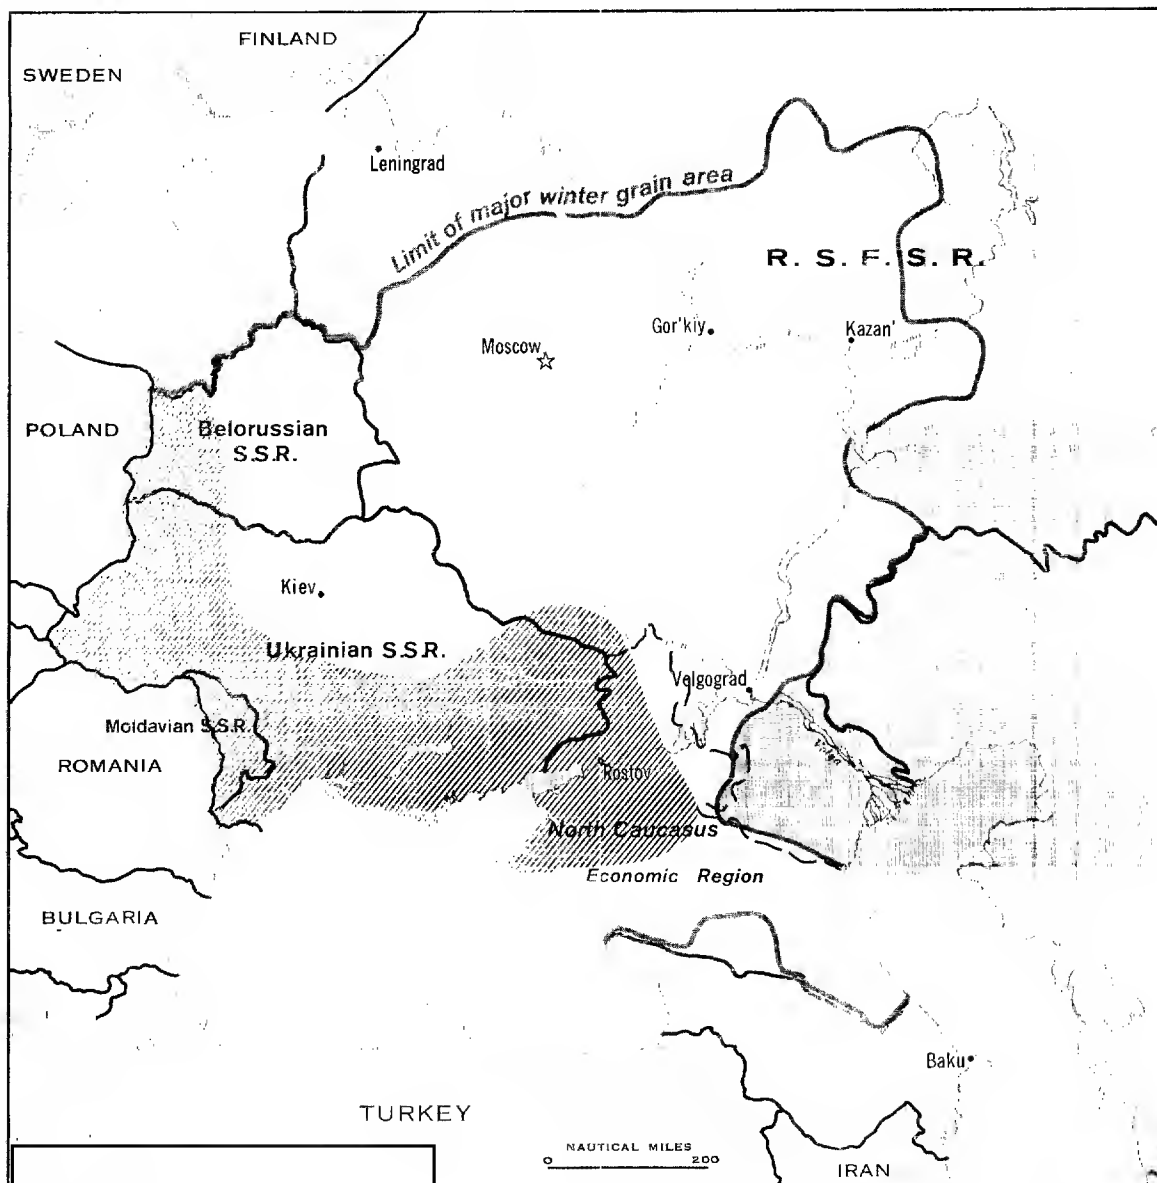 FINLAND
SWEDEN
Leningrad
Limit of major winter grain area
R. S. F. S. R.
Gor'kiy
Kazan'
Moscow
POLAND
Belorussian
S.S.R.
Kiev
Ukrainian S.S.R.
Volgograd
Moldavian S.S.R.
Volga
ROMANIA
Rostov
North Caucasus
Economic Region
BULGARIA
Baku
TURKEY
NAUTICAL MILES
0 200
IRAN